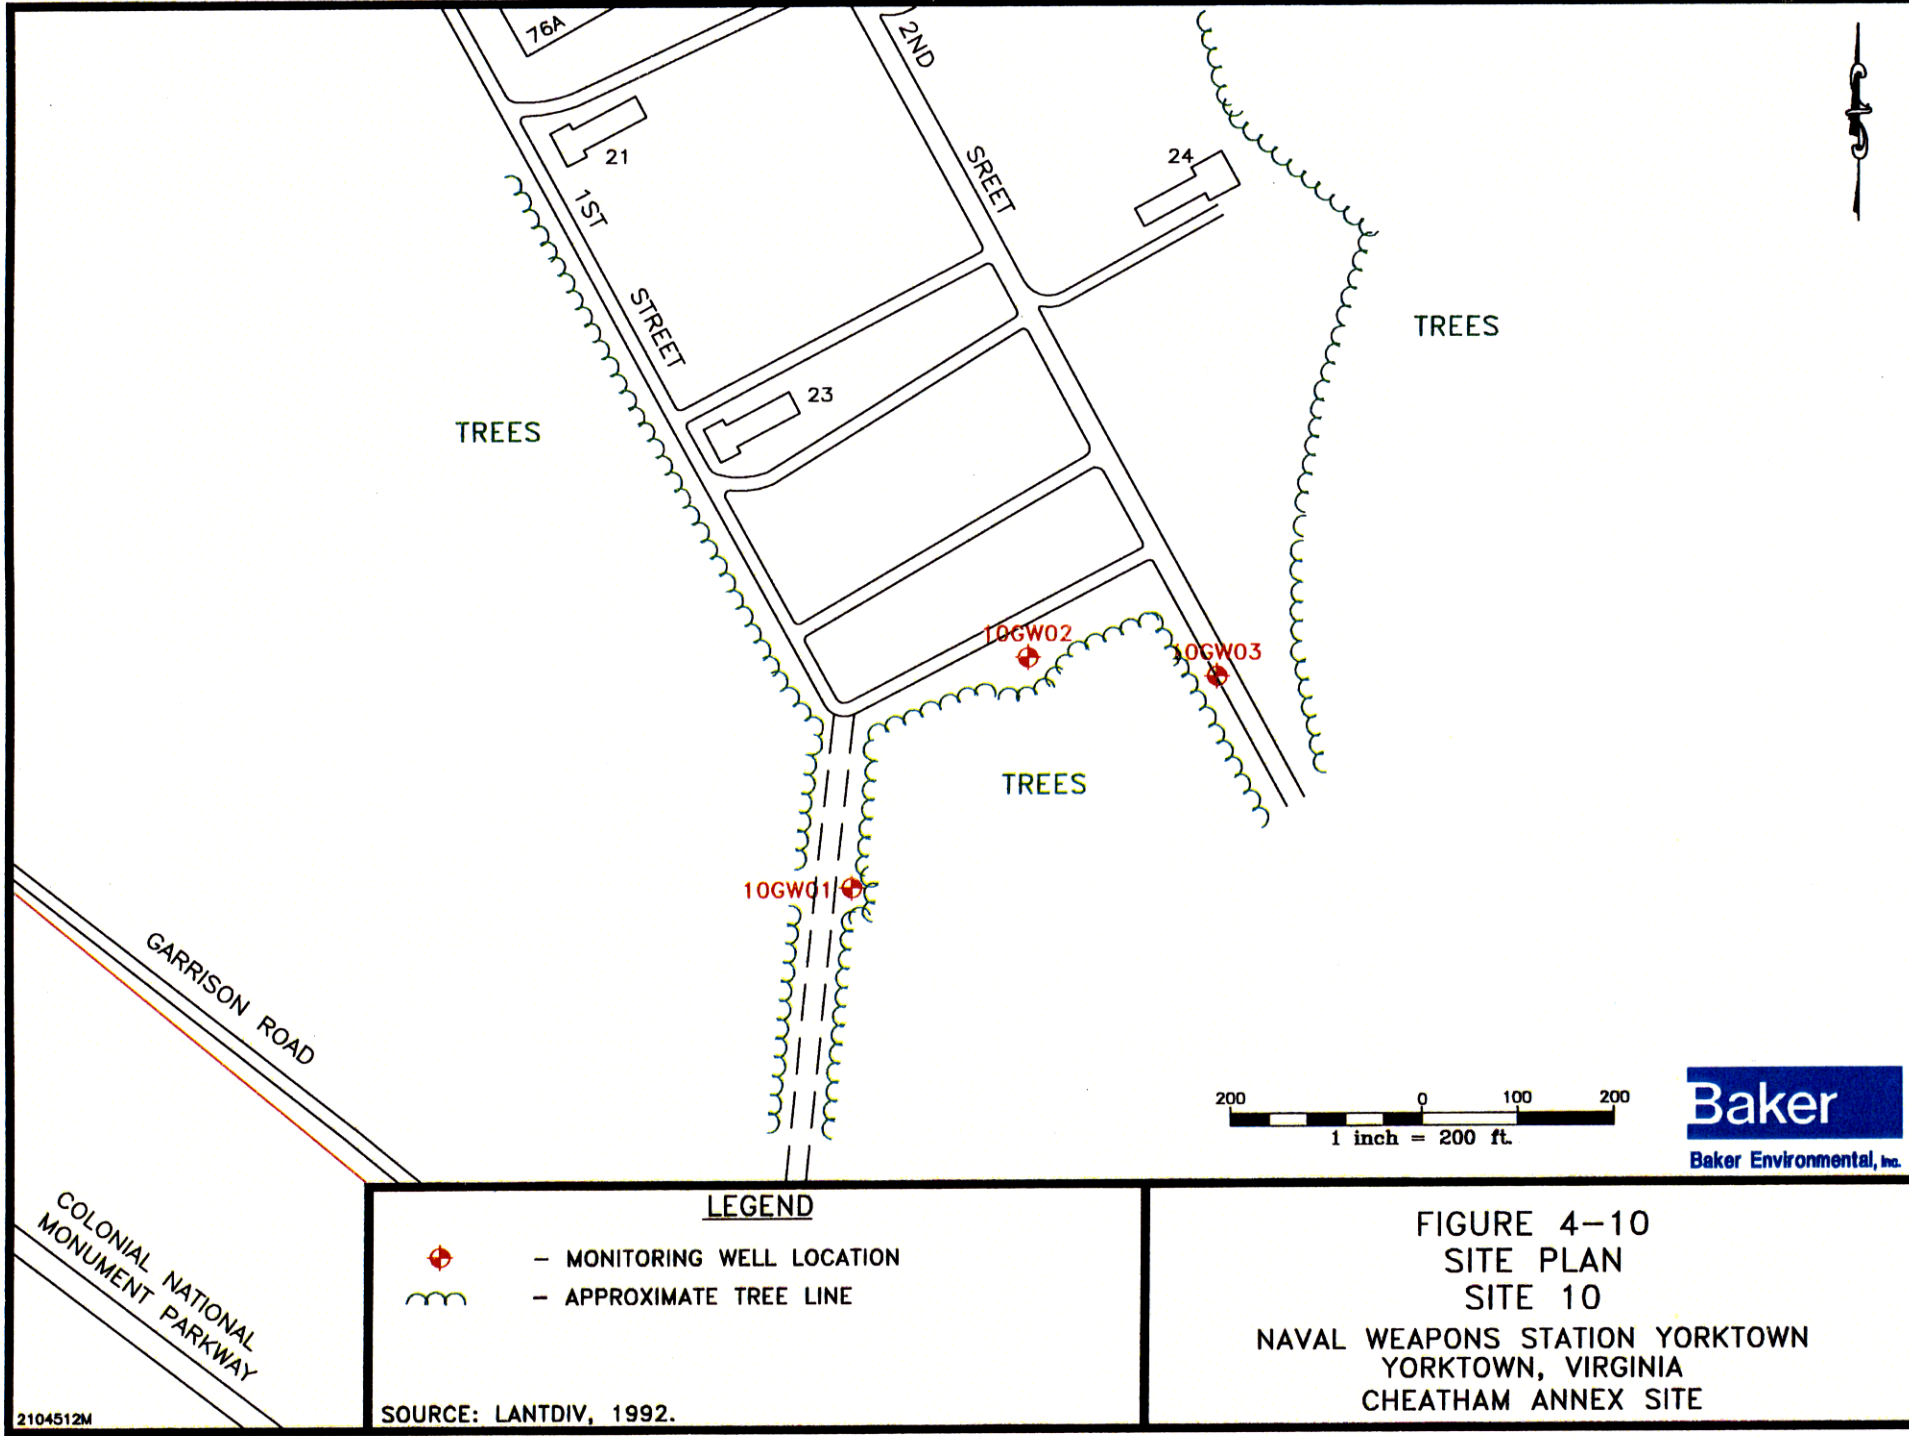 76A
2ND
SREET
21
1ST
STREET
24
TREES
23
TREES
10GW02
10GW03
TREES
10GW01
GARRISON ROAD
COLONIAL NATIONAL
MONUMENT PARKWAY
200 0 100 200
1 inch = 200 ft.
Baker
Baker Environmental, Inc.
LEGEND
– MONITORING WELL LOCATION
– APPROXIMATE TREE LINE
SOURCE: LANTDIV, 1992.
2104512M
FIGURE 4–10
SITE PLAN
SITE 10
NAVAL WEAPONS STATION YORKTOWN
YORKTOWN, VIRGINIA
CHEATHAM ANNEX SITE